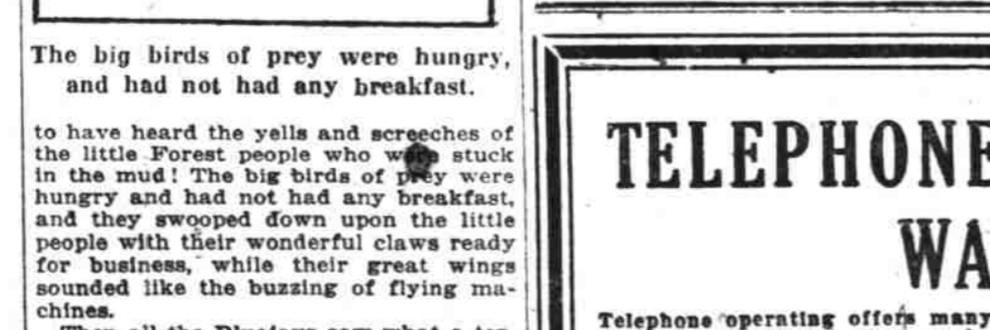 The big birds of prey were hungry,
and had not had any breakfast.
to have heard the yells and screeches of
the little Forest people who were stuck
in the mud! The big birds of prey were
hungry and had not had any breakfast,
and they swooped down upon the little
people with their wonderful claws ready
for business, while their great wings
sounded like the buzzing of flying ma-
chines.
TELEPHONE
WA
Telephone operating offers many